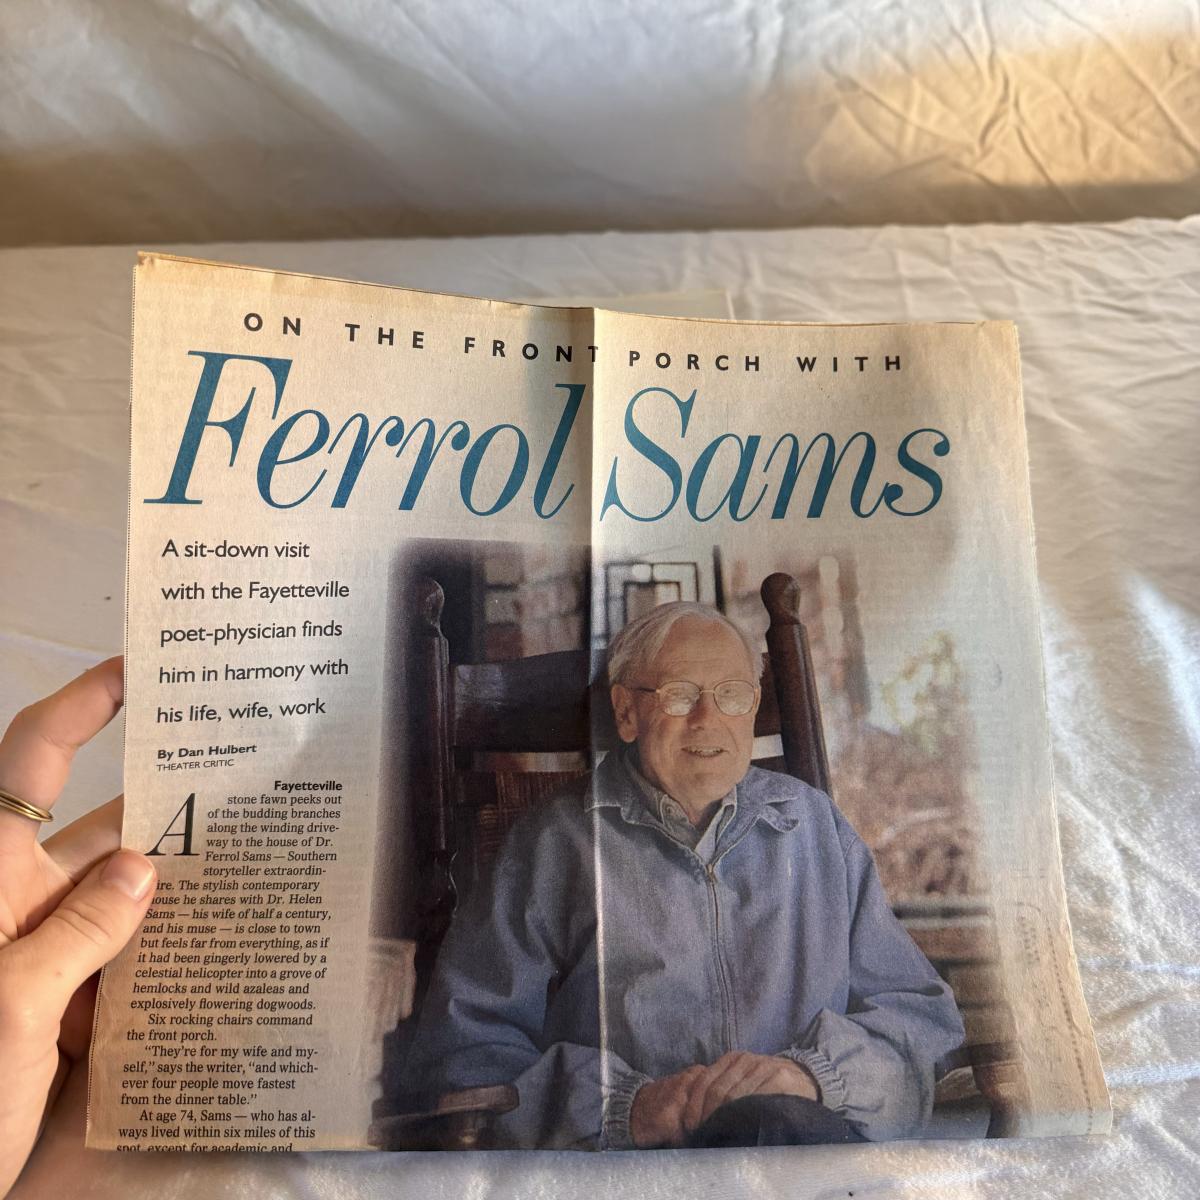 ON THE FRONT PORCH WITH
Ferrol Sams
A sit-down visit
with the Fayetteville
poet-physician finds
him in harmony with
his life, wife, work
By Dan Hulbert
THEATER CRITIC
Fayetteville
A stone fawn peeks out
of the budding branches
along the winding drive-
way to the house of Dr.
Ferrol Sams — Southern
storyteller extraordin-
ire. The stylish contemporary
ouse he shares with Dr. Helen
Sams — his wife of half a century,
and his muse — is close to town
but feels far from everything, as if
it had been gingerly lowered by a
celestial helicopter into a grove of
hemlocks and wild azaleas and
explosively flowering dogwoods.
Six rocking chairs command
the front porch.
"They're for my wife and my-
self," says the writer, "and which-
ever four people move fastest
from the dinner table."
At age 74, Sams — who has al-
ways lived within six miles of this
spot, except for academic and